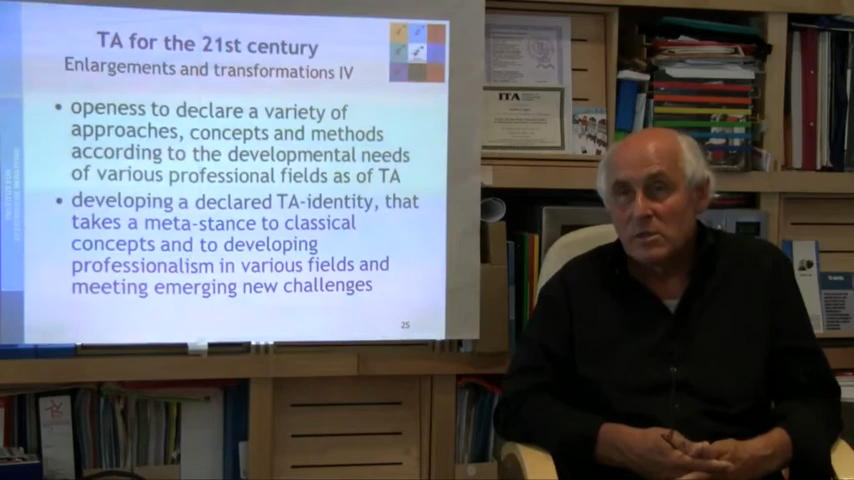 TA for the 21st century
Enlargements and transformations IV
• openess to declare a variety of
approaches, concepts and methods
according to the developmental needs
of various professional fields as of TA
• developing a declared TA-identity, that
takes a meta-stance to classical
concepts and to developing
professionalism in various fields and
meeting emerging new challenges
25
ITA